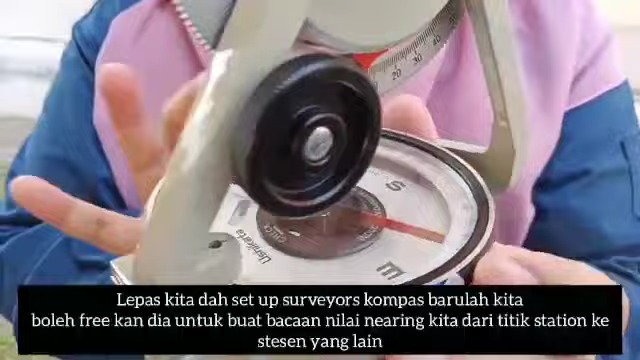 20 30
S
Ushikata
E
Lepas kita dah set up surveyors kompas barulah kita
boleh free kan dia untuk buat bacaan nilai nearing kita dari titik station ke
stesen yang lain